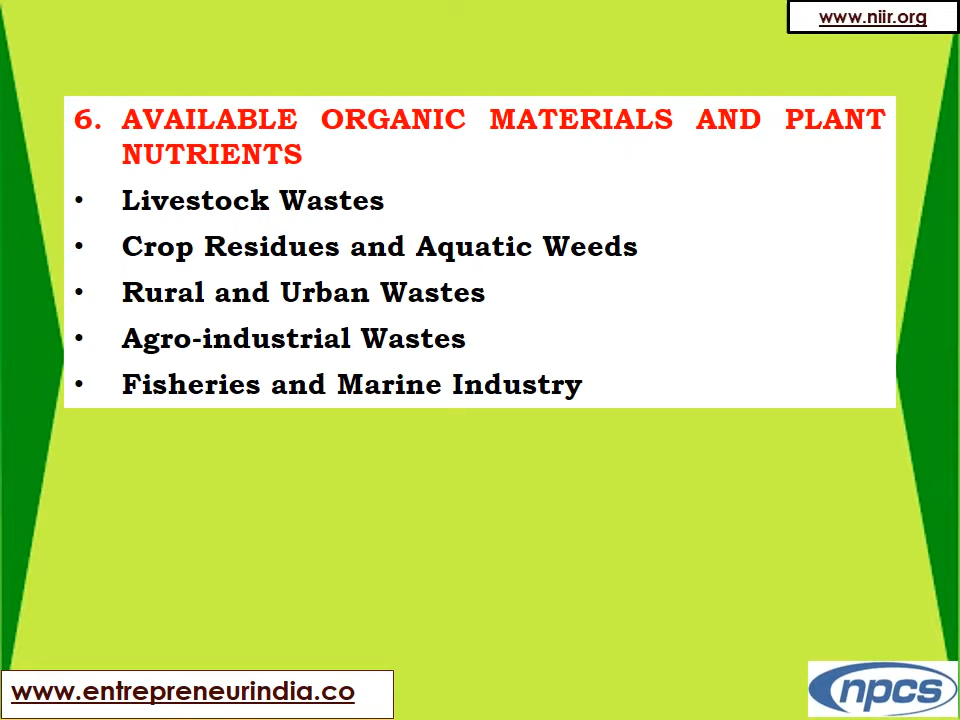 www.niir.org
6. AVAILABLE ORGANIC MATERIALS AND PLANT
NUTRIENTS
• Livestock Wastes
• Crop Residues and Aquatic Weeds
• Rural and Urban Wastes
• Agro-industrial Wastes
• Fisheries and Marine Industry
www.entrepreneurindia.co
npcs